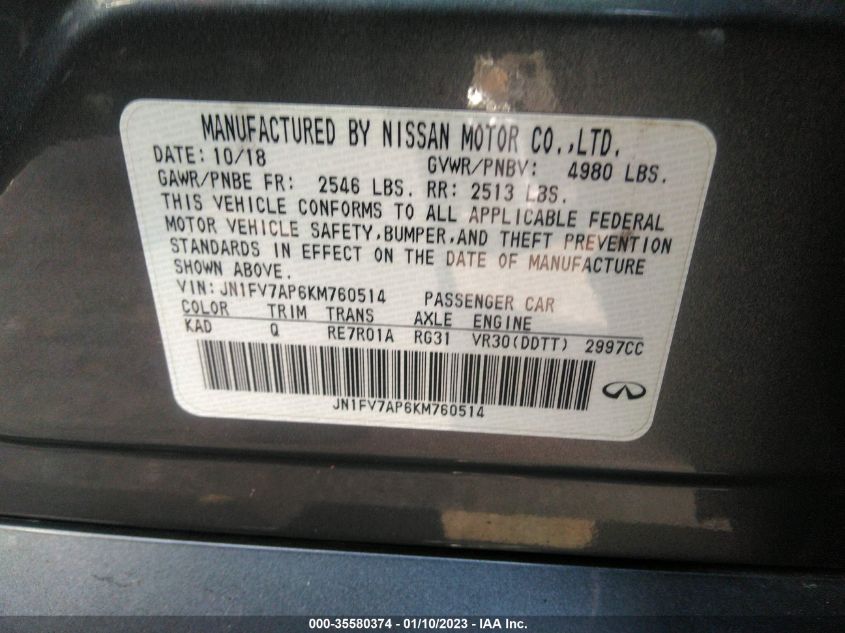 MANUFACTURED BY NISSAN MOTOR CO.,LTD.
DATE: 10/18 GVWR/PNBV: 4980 LBS.
GAWR/PNBE FR: 2546 LBS. RR: 2513 LBS.
THIS VEHICLE CONFORMS TO ALL APPLICABLE FEDERAL
MOTOR VEHICLE SAFETY,BUMPER,AND THEFT PREVENTION
STANDARDS IN EFFECT ON THE DATE OF MANUFACTURE
SHOWN ABOVE.
VIN: JN1FV7AP6KM760514 PASSENGER CAR
COLOR TRIM TRANS AXLE ENGINE
KAD Q RE7R01A RG31 VR30(DDTT) 2997CC
JN1FV7AP6KM760514
000-35580374 - 01/10/2023 - IAA Inc.